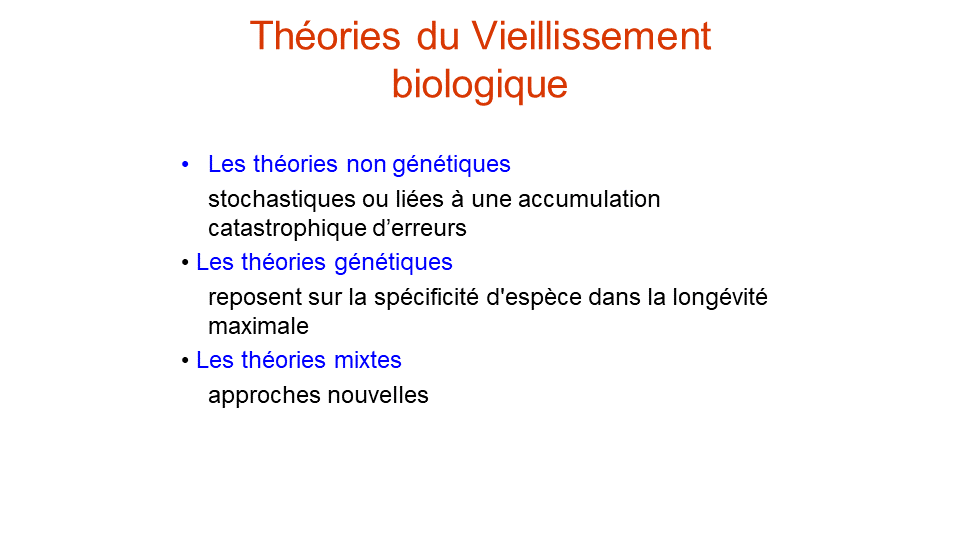 Théories du Vieillissement
biologique
• Les théories non génétiques
stochastiques ou liées à une accumulation
catastrophique d’erreurs
• Les théories génétiques
reposent sur la spécificité d'espèce dans la longévité
maximale
• Les théories mixtes
approches nouvelles